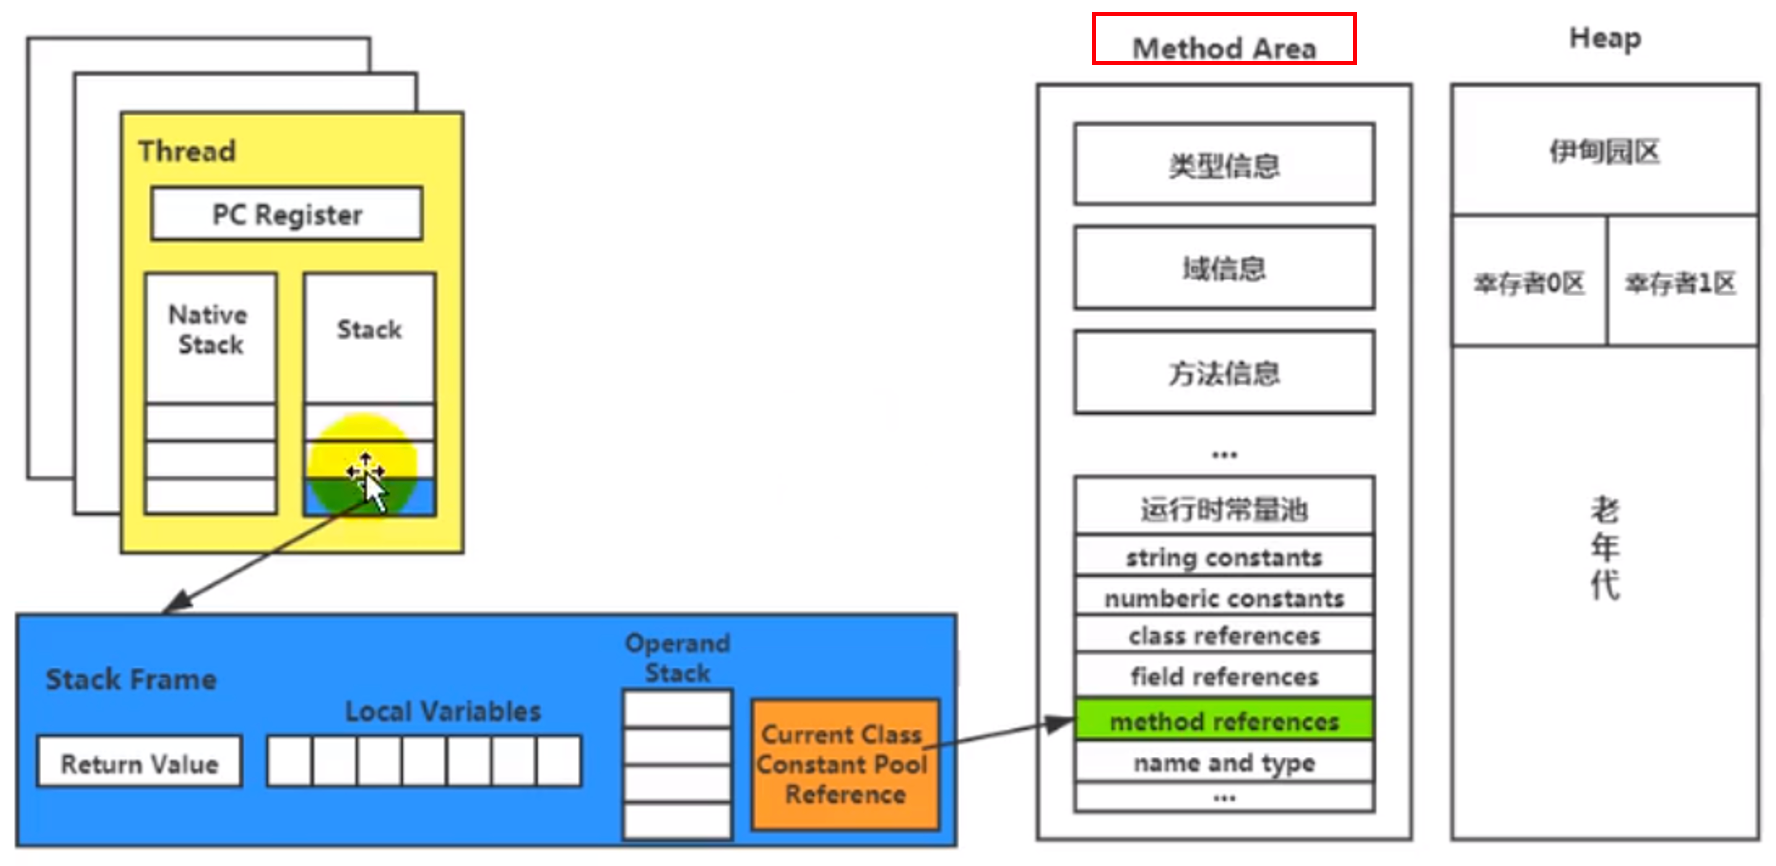 Thread
PC Register
Native
Stack
Stack
Stack Frame
Return Value
Local Variables
Operand
Stack
Current Class
Constant Pool
Reference
Method Area
类型信息
域信息
方法信息
...
运行时常量池
string constants
numberic constants
class references
field references
method references
name and type
...
Heap
伊甸园区
幸存者0区
幸存者1区
老
年
代